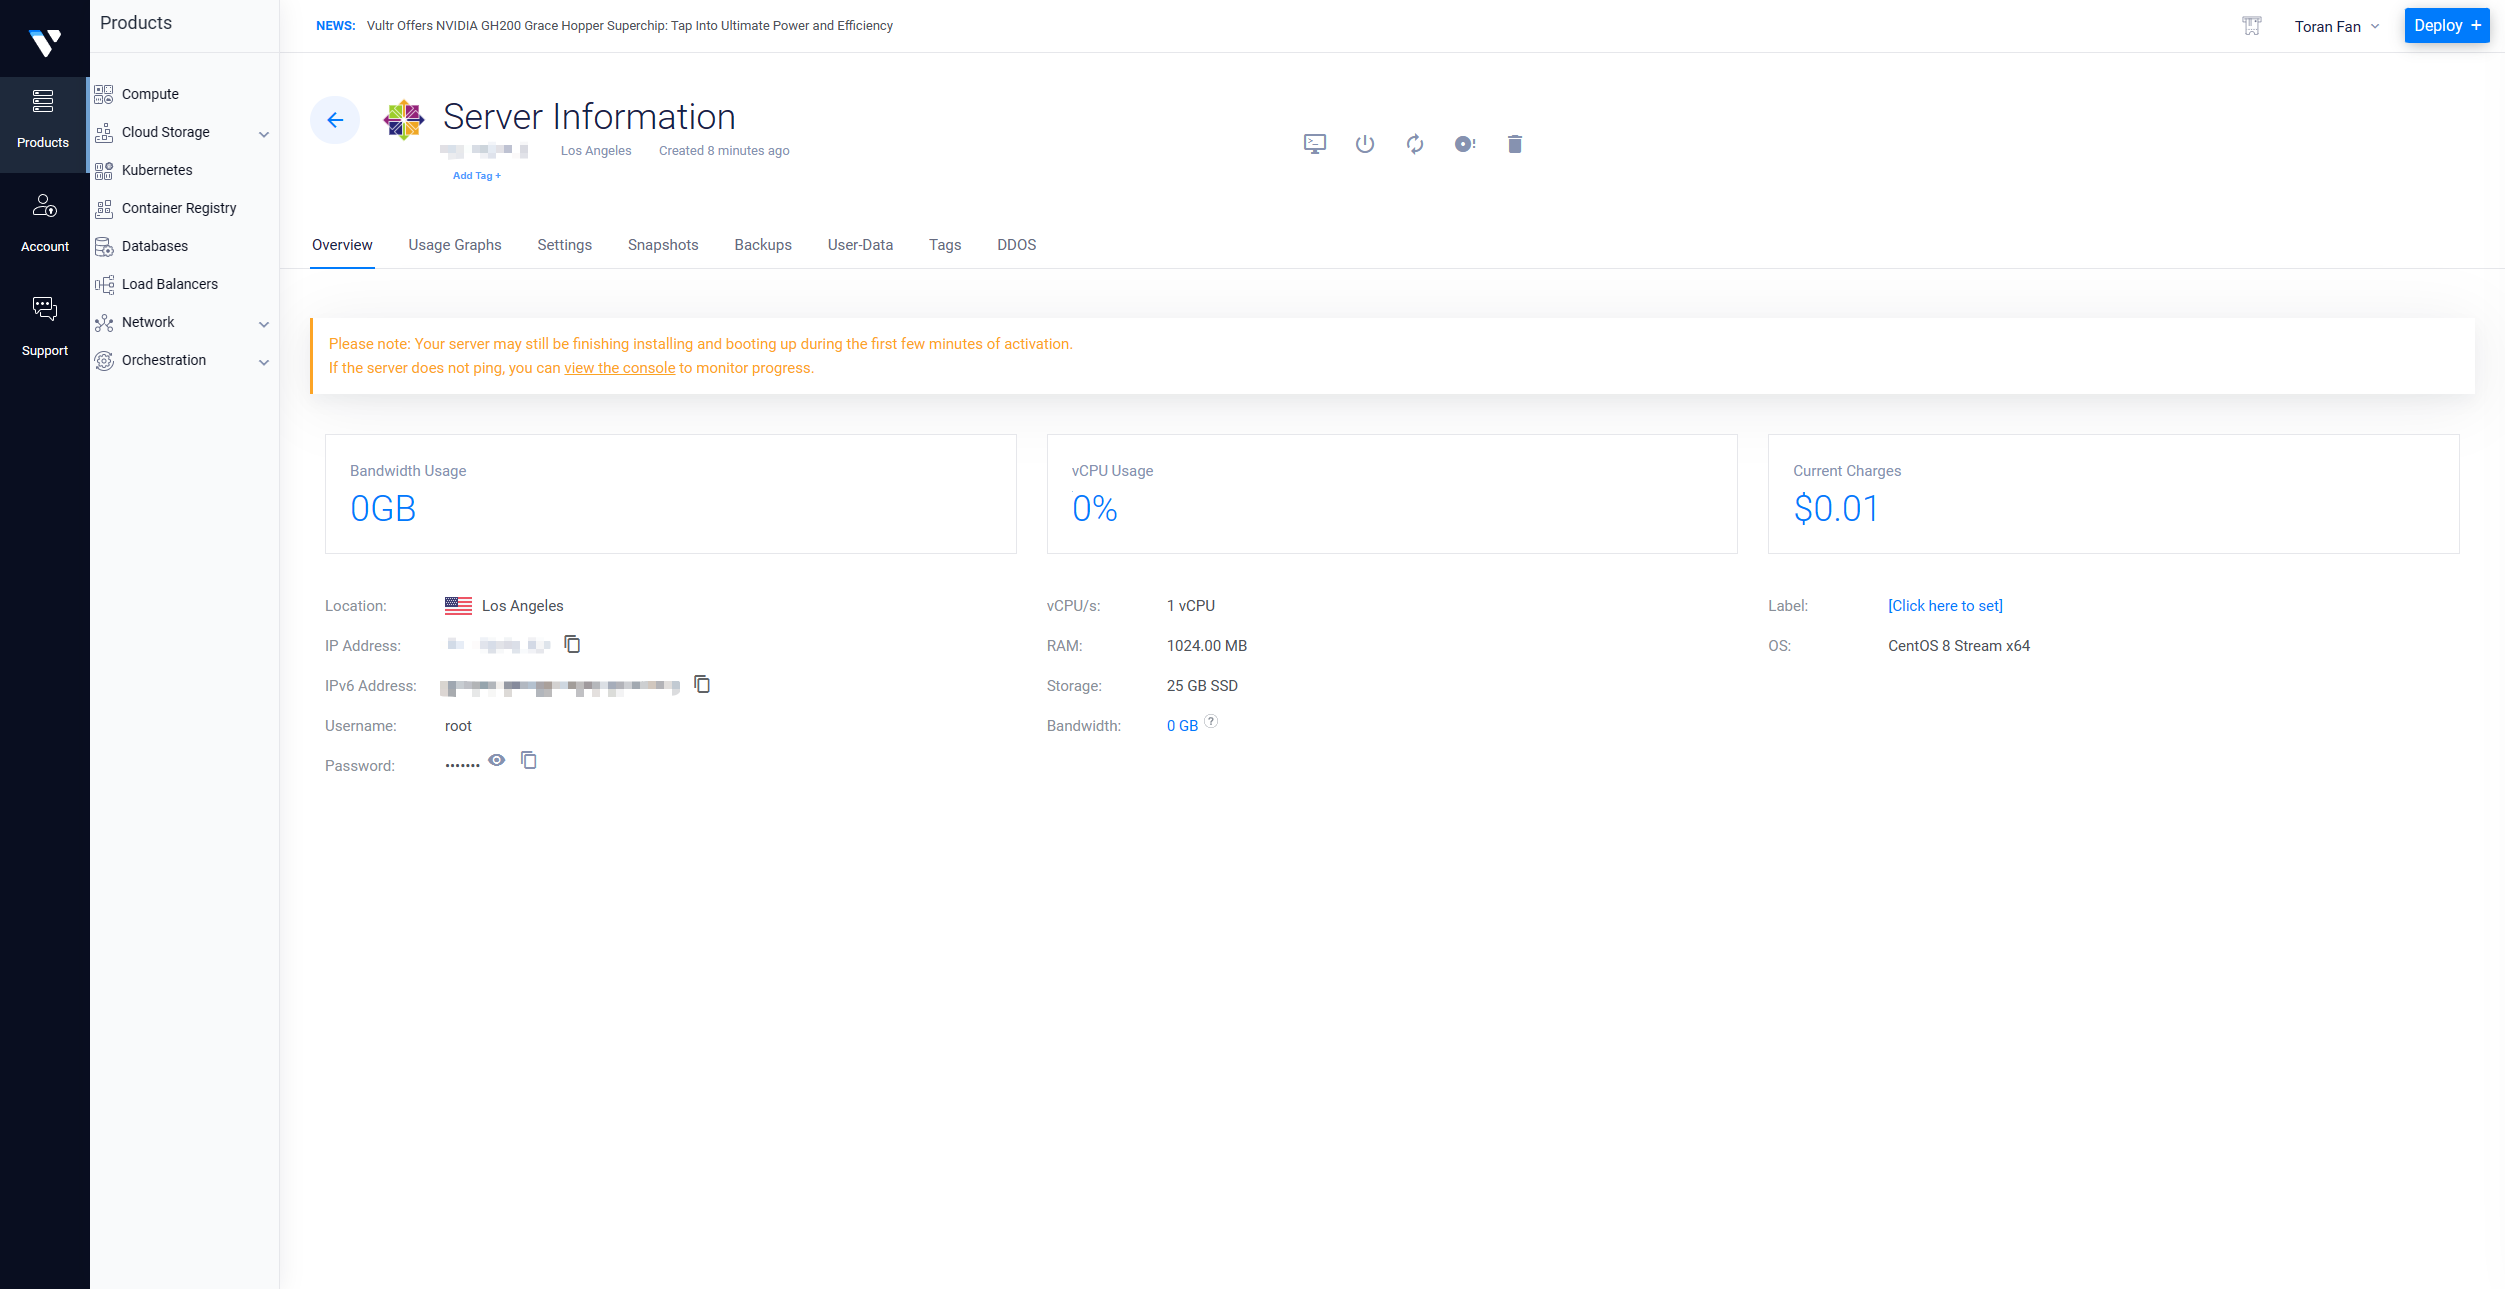 Products
NEWS: Vultr Offers NVIDIA GH200 Grace Hopper Superchip: Tap Into Ultimate Power and Efficiency
Toran Fan
Deploy +
Products
Account
Support
Compute
Cloud Storage
Kubernetes
Container Registry
Databases
Load Balancers
Network
Orchestration
Server Information
Los Angeles Created 8 minutes ago
Add Tag +
Overview Usage Graphs Settings Snapshots Backups User-Data Tags DDOS
Please note: Your server may still be finishing installing and booting up during the first few minutes of activation.
If the server does not ping, you can view the console to monitor progress.
Bandwidth Usage
0GB
vCPU Usage
0%
Current Charges
$0.01
Location: Los Angeles
IP Address:
IPv6 Address:
Username: root
Password: •••••••
vCPU/s: 1 vCPU
RAM: 1024.00 MB
Storage: 25 GB SSD
Bandwidth: 0 GB ?
Label: [Click here to set]
OS: CentOS 8 Stream x64